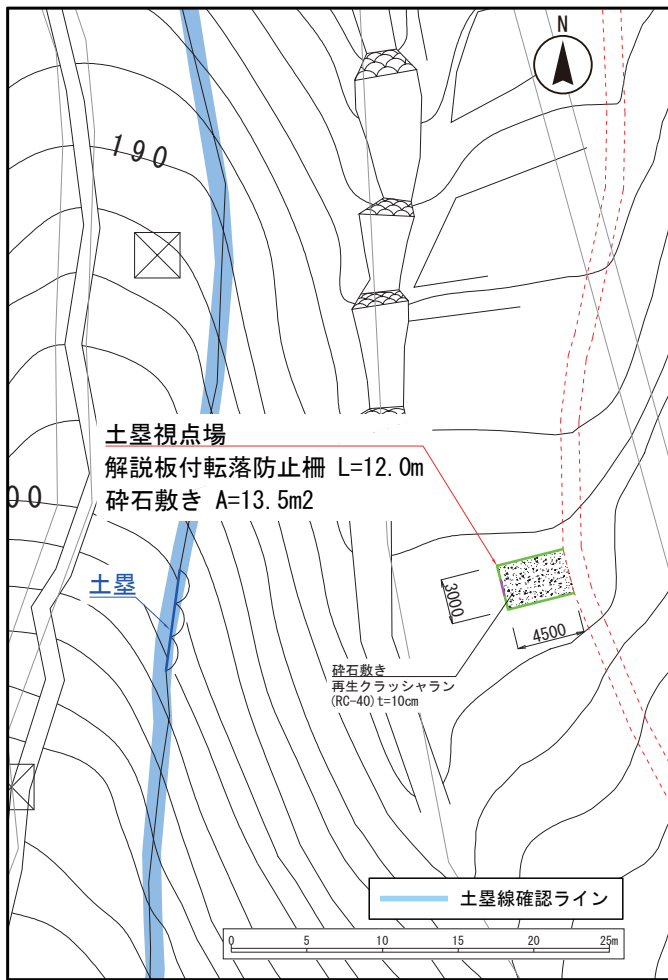 N
190
土塁視点場
解説板付転落防止柵 L=12.0m
砕石敷き A=13.5m2
00
土塁
3000
4500
砕石敷き
再生クラッシャラン
(RC-40) t=10cm
土塁線確認ライン
0 5 10 15 20 25m